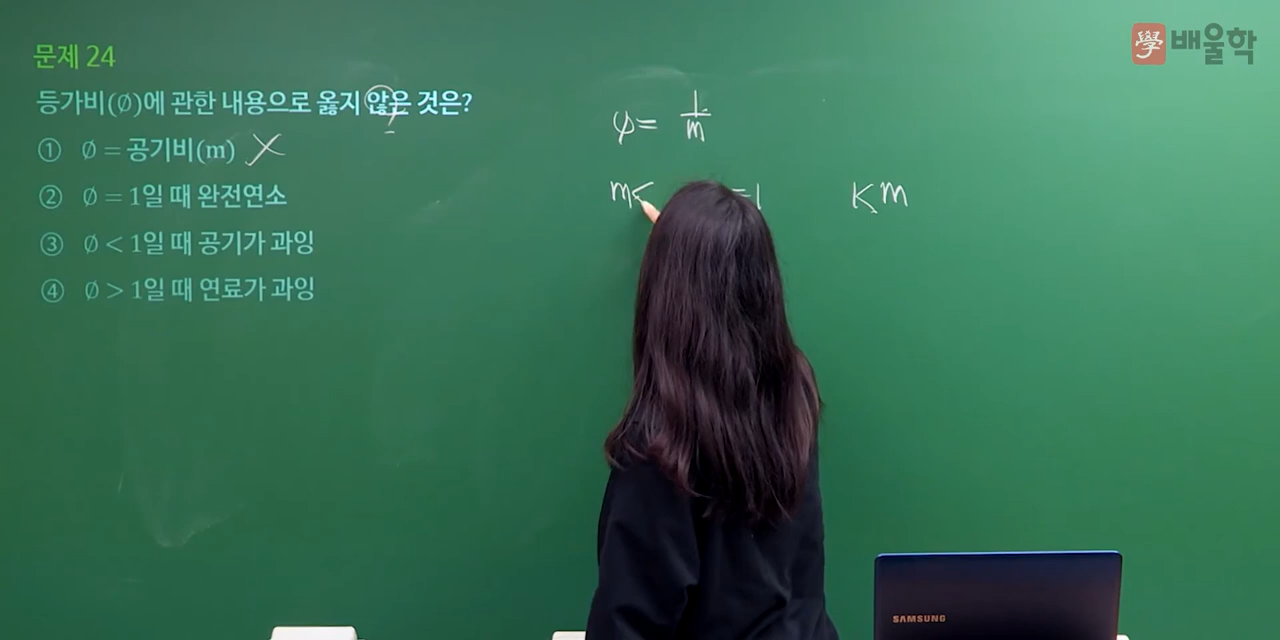 學 배울학
문제 24
등가비(∅)에 관한 내용으로 옳지 않은 것은?
① ∅ = 공기비(m) X
② ∅ = 1일 때 완전연소
③ ∅ < 1일 때 공기가 과잉
④ ∅ > 1일 때 연료가 과잉
φ = 1/m
m< =1 <m
SAMSUNG